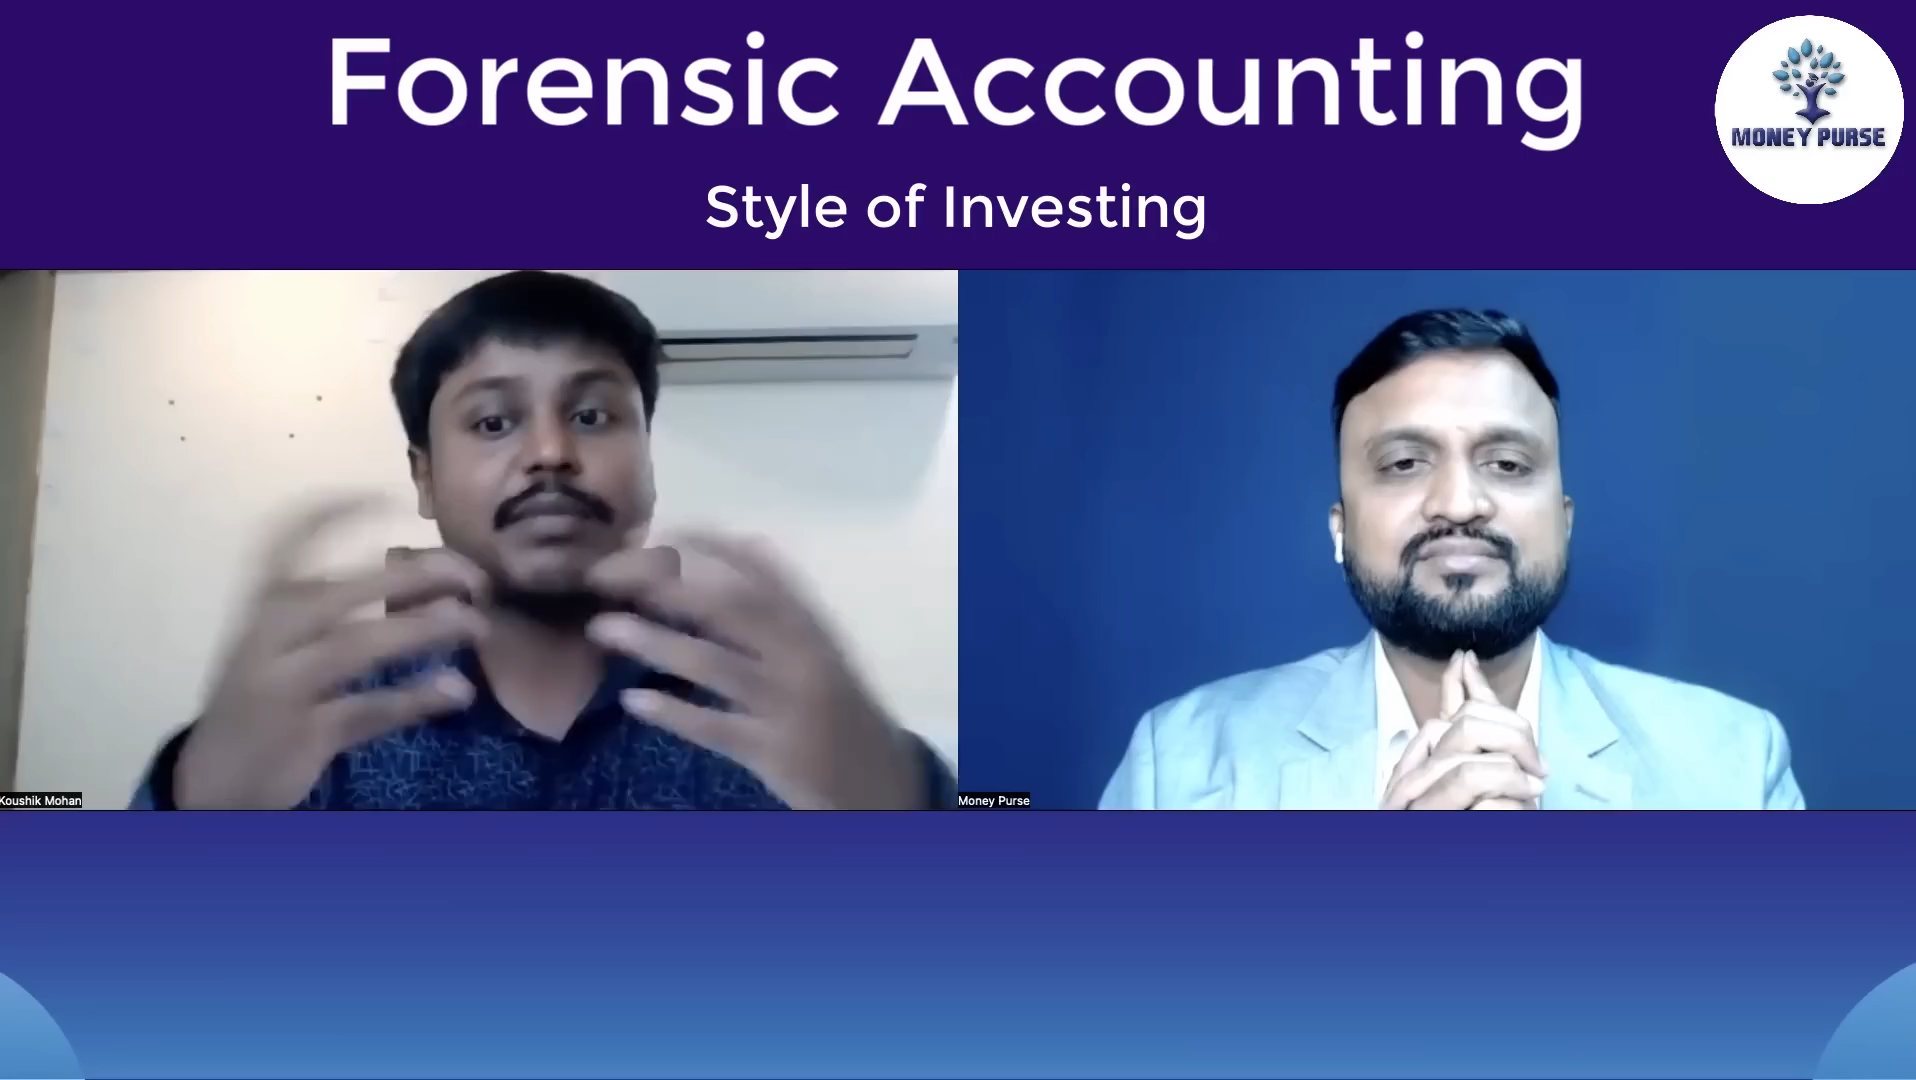 Forensic Accounting
MONEY PURSE
Style of Investing
Koushik Mohan
Money Purse